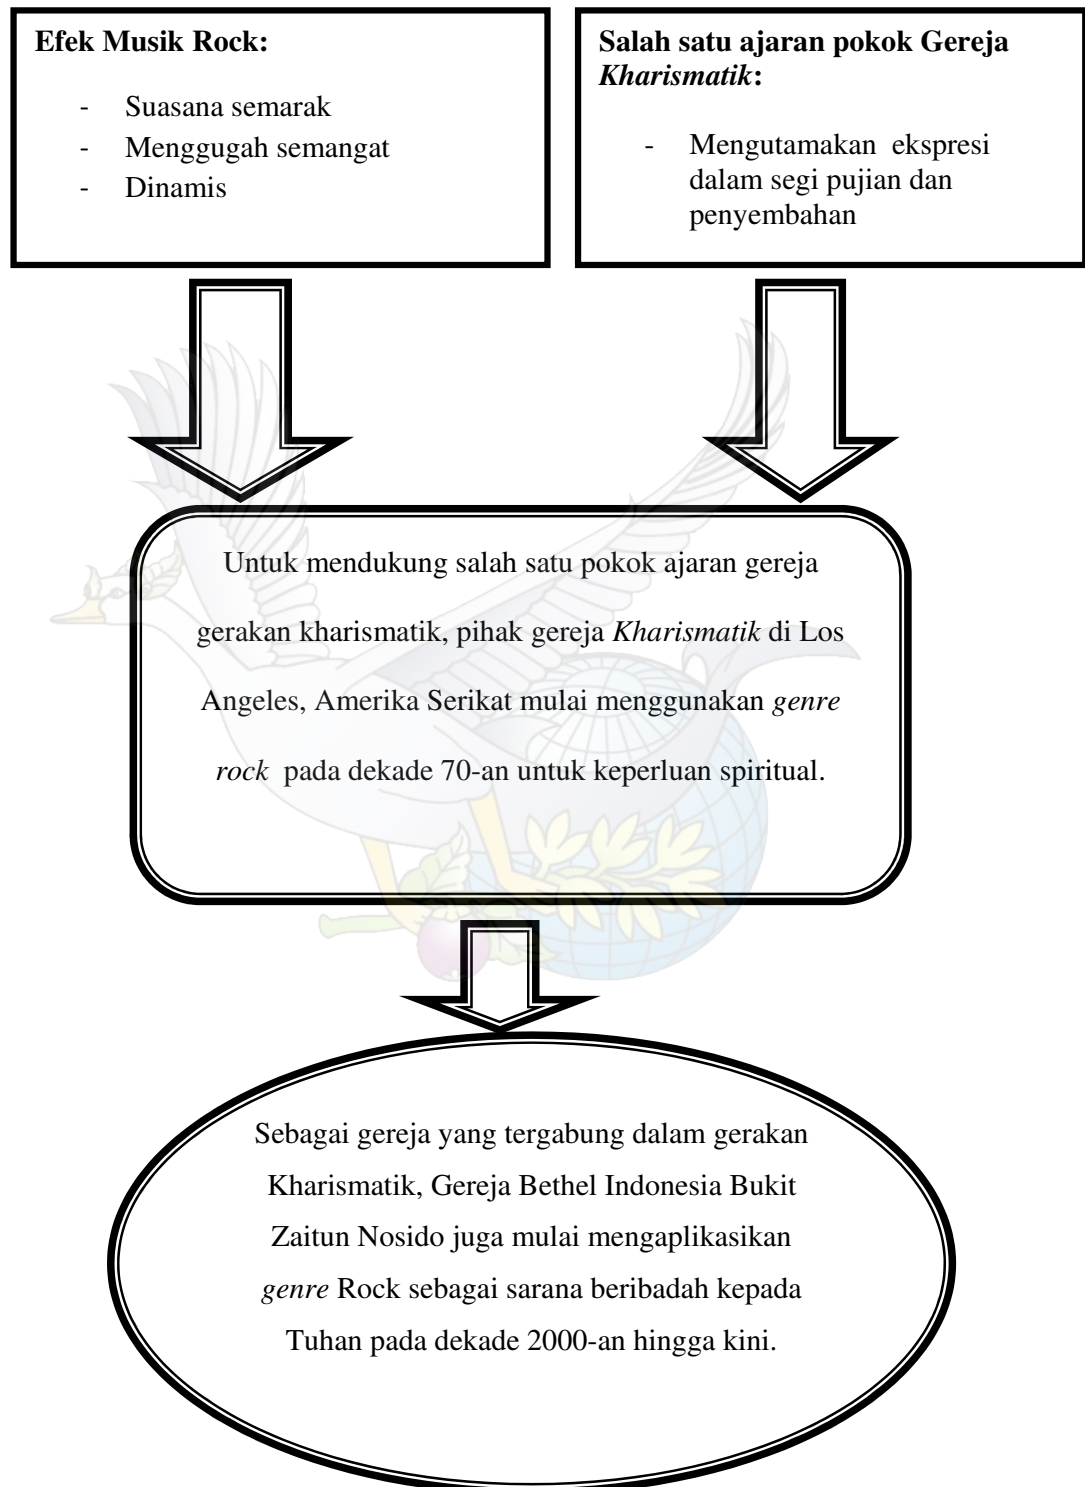 Efek Musik Rock:
- Suasana semarak
- Menggugah semangat
- Dinamis
Salah satu ajaran pokok Gereja
Kharismatik:
- Mengutamakan ekspresi
dalam segi pujian dan
penyembahan
Untuk mendukung salah satu pokok ajaran gereja
gerakan kharismatik, pihak gereja Kharismatik di Los
Angeles, Amerika Serikat mulai menggunakan genre
rock pada dekade 70-an untuk keperluan spiritual.
Sebagai gereja yang tergabung dalam gerakan
Kharismatik, Gereja Bethel Indonesia Bukit
Zaitun Nosido juga mulai mengaplikasikan
genre Rock sebagai sarana beribadah kepada
Tuhan pada dekade 2000-an hingga kini.